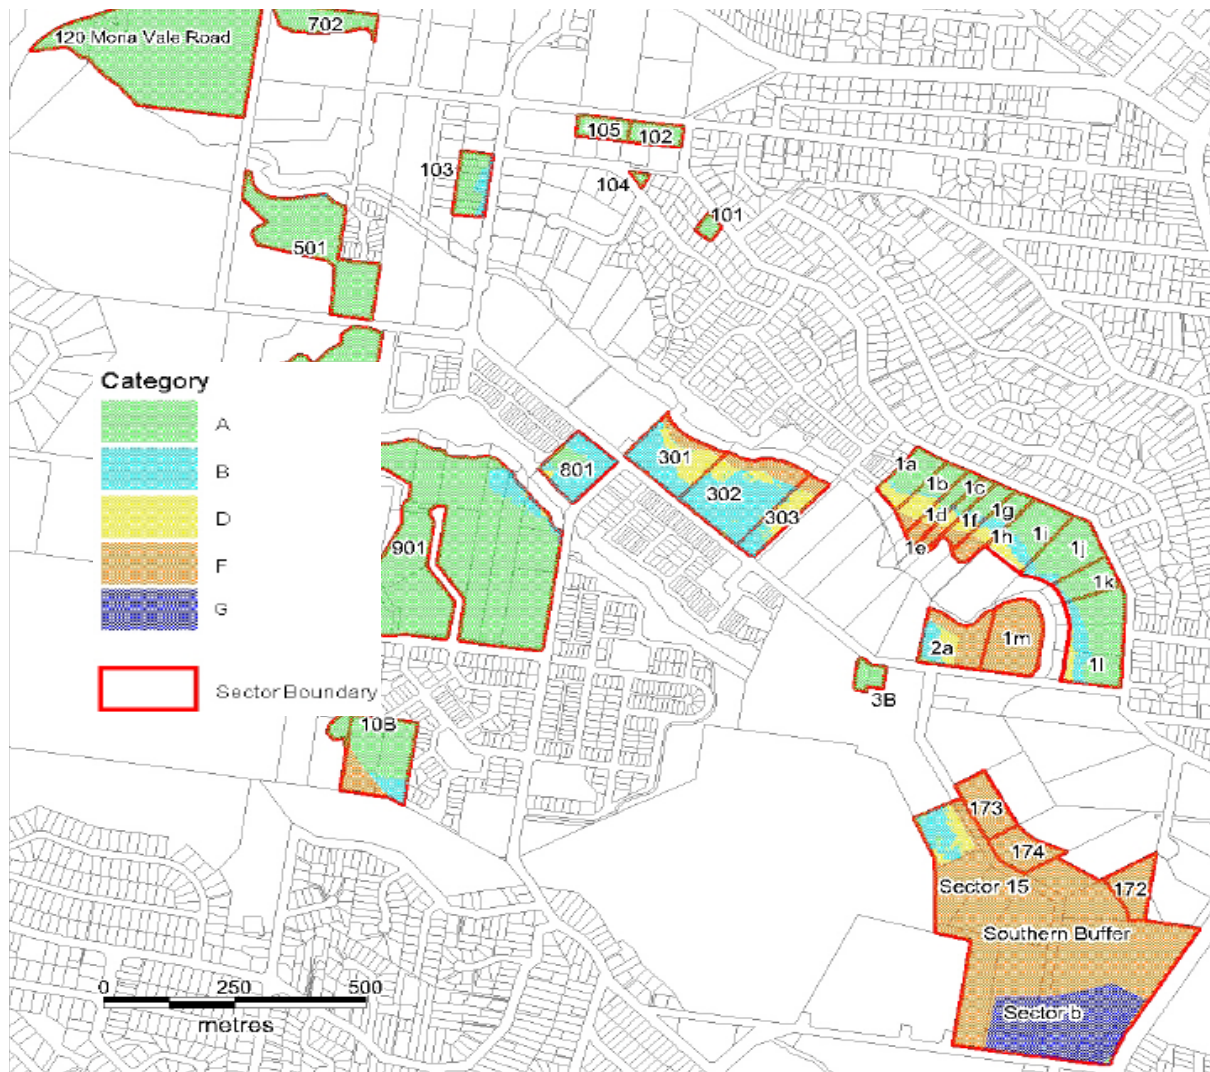 702
120 Mona Vale Road
105
102
103
104
101
501
Category
A
B
D
F
G
Sector Boundary
801
301
302
303
901
1a
1b
1c
1d
1g
1f
1h
1i
1j
1e
1k
1m
2a
1l
3B
10B
173
174
172
Sector 15
Southern Buffer
Sector b
0 250 500
metres